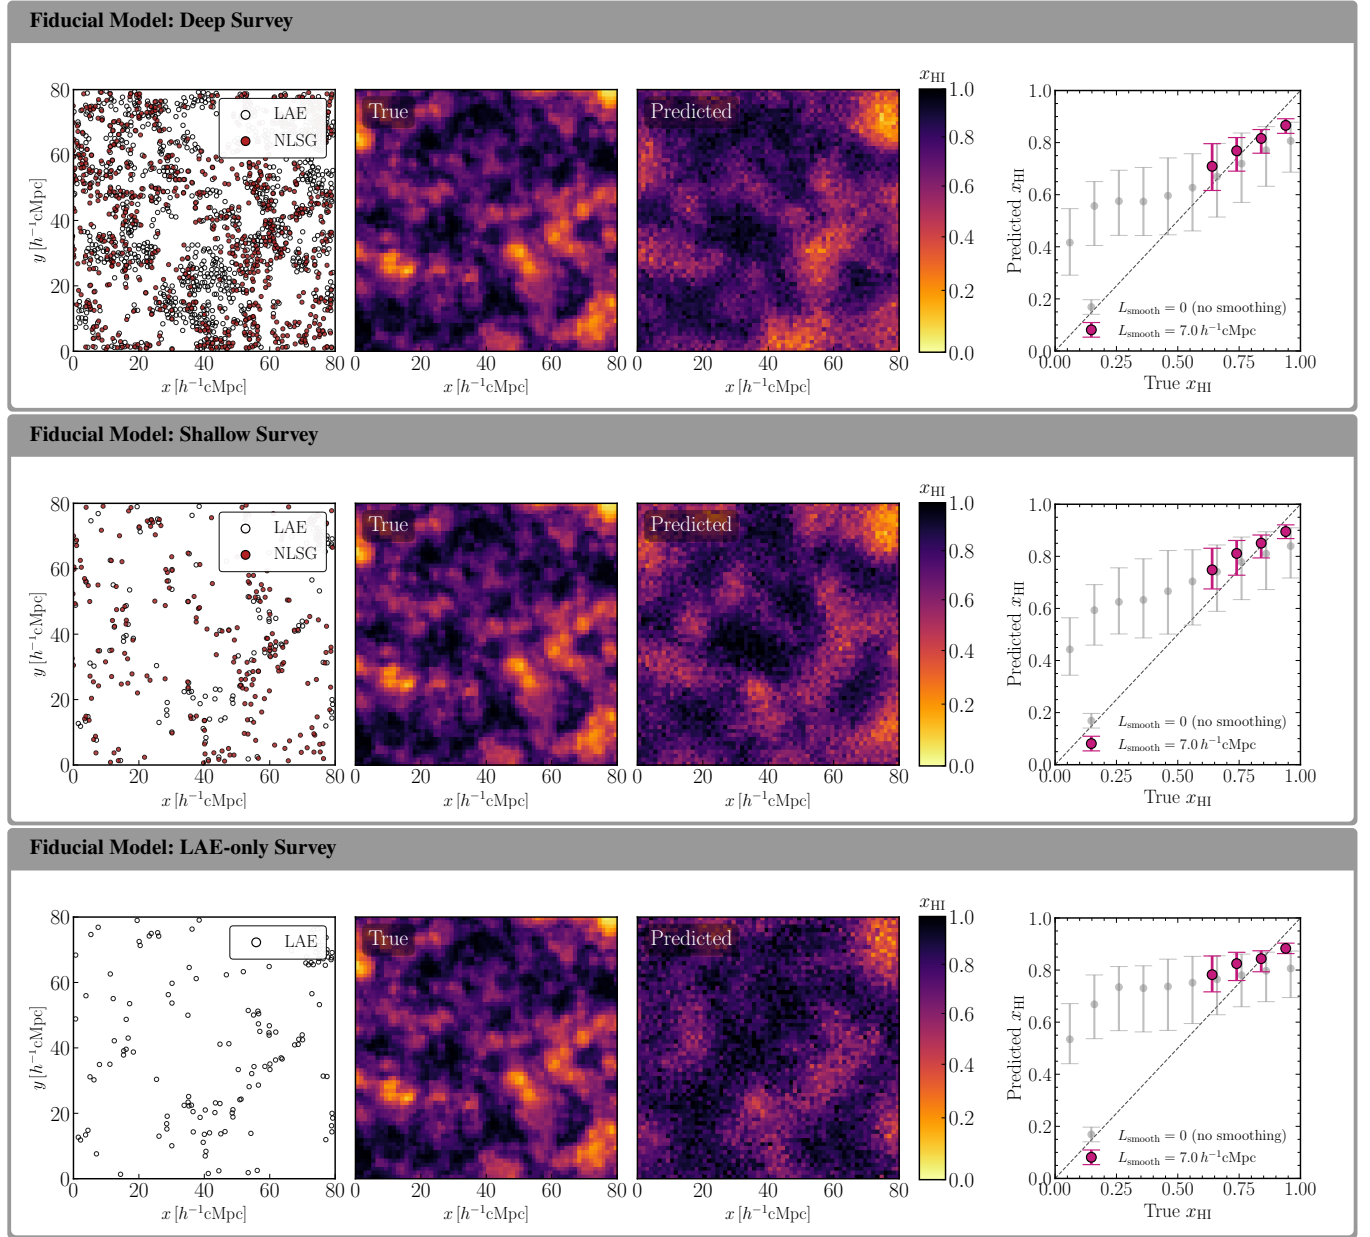 Fiducial Model: Deep Survey
80
60
40
20
0
y [h⁻¹cMpc]
LAE
NLSG
0 20 40 60 80
x [h⁻¹cMpc]
True
0 20 40 60 80
x [h⁻¹cMpc]
Predicted
0 20 40 60 80
x [h⁻¹cMpc]
x_HI
1.0
0.8
0.6
0.4
0.2
0.0
Predicted x_HI
1.0
0.8
0.6
0.4
0.2
0.0
L_smooth = 0 (no smoothing)
L_smooth = 7.0 h⁻¹cMpc
0.00 0.25 0.50 0.75 1.00
True x_HI
Fiducial Model: Shallow Survey
80
60
40
20
0
y [h⁻¹cMpc]
LAE
NLSG
0 20 40 60 80
x [h⁻¹cMpc]
True
0 20 40 60 80
x [h⁻¹cMpc]
Predicted
0 20 40 60 80
x [h⁻¹cMpc]
x_HI
1.0
0.8
0.6
0.4
0.2
0.0
Predicted x_HI
1.0
0.8
0.6
0.4
0.2
0.0
L_smooth = 0 (no smoothing)
L_smooth = 7.0 h⁻¹cMpc
0.00 0.25 0.50 0.75 1.00
True x_HI
Fiducial Model: LAE-only Survey
80
60
40
20
0
y [h⁻¹cMpc]
LAE
0 20 40 60 80
x [h⁻¹cMpc]
True
0 20 40 60 80
x [h⁻¹cMpc]
Predicted
0 20 40 60 80
x [h⁻¹cMpc]
x_HI
1.0
0.8
0.6
0.4
0.2
0.0
Predicted x_HI
1.0
0.8
0.6
0.4
0.2
0.0
L_smooth = 0 (no smoothing)
L_smooth = 7.0 h⁻¹cMpc
0.00 0.25 0.50 0.75 1.00
True x_HI